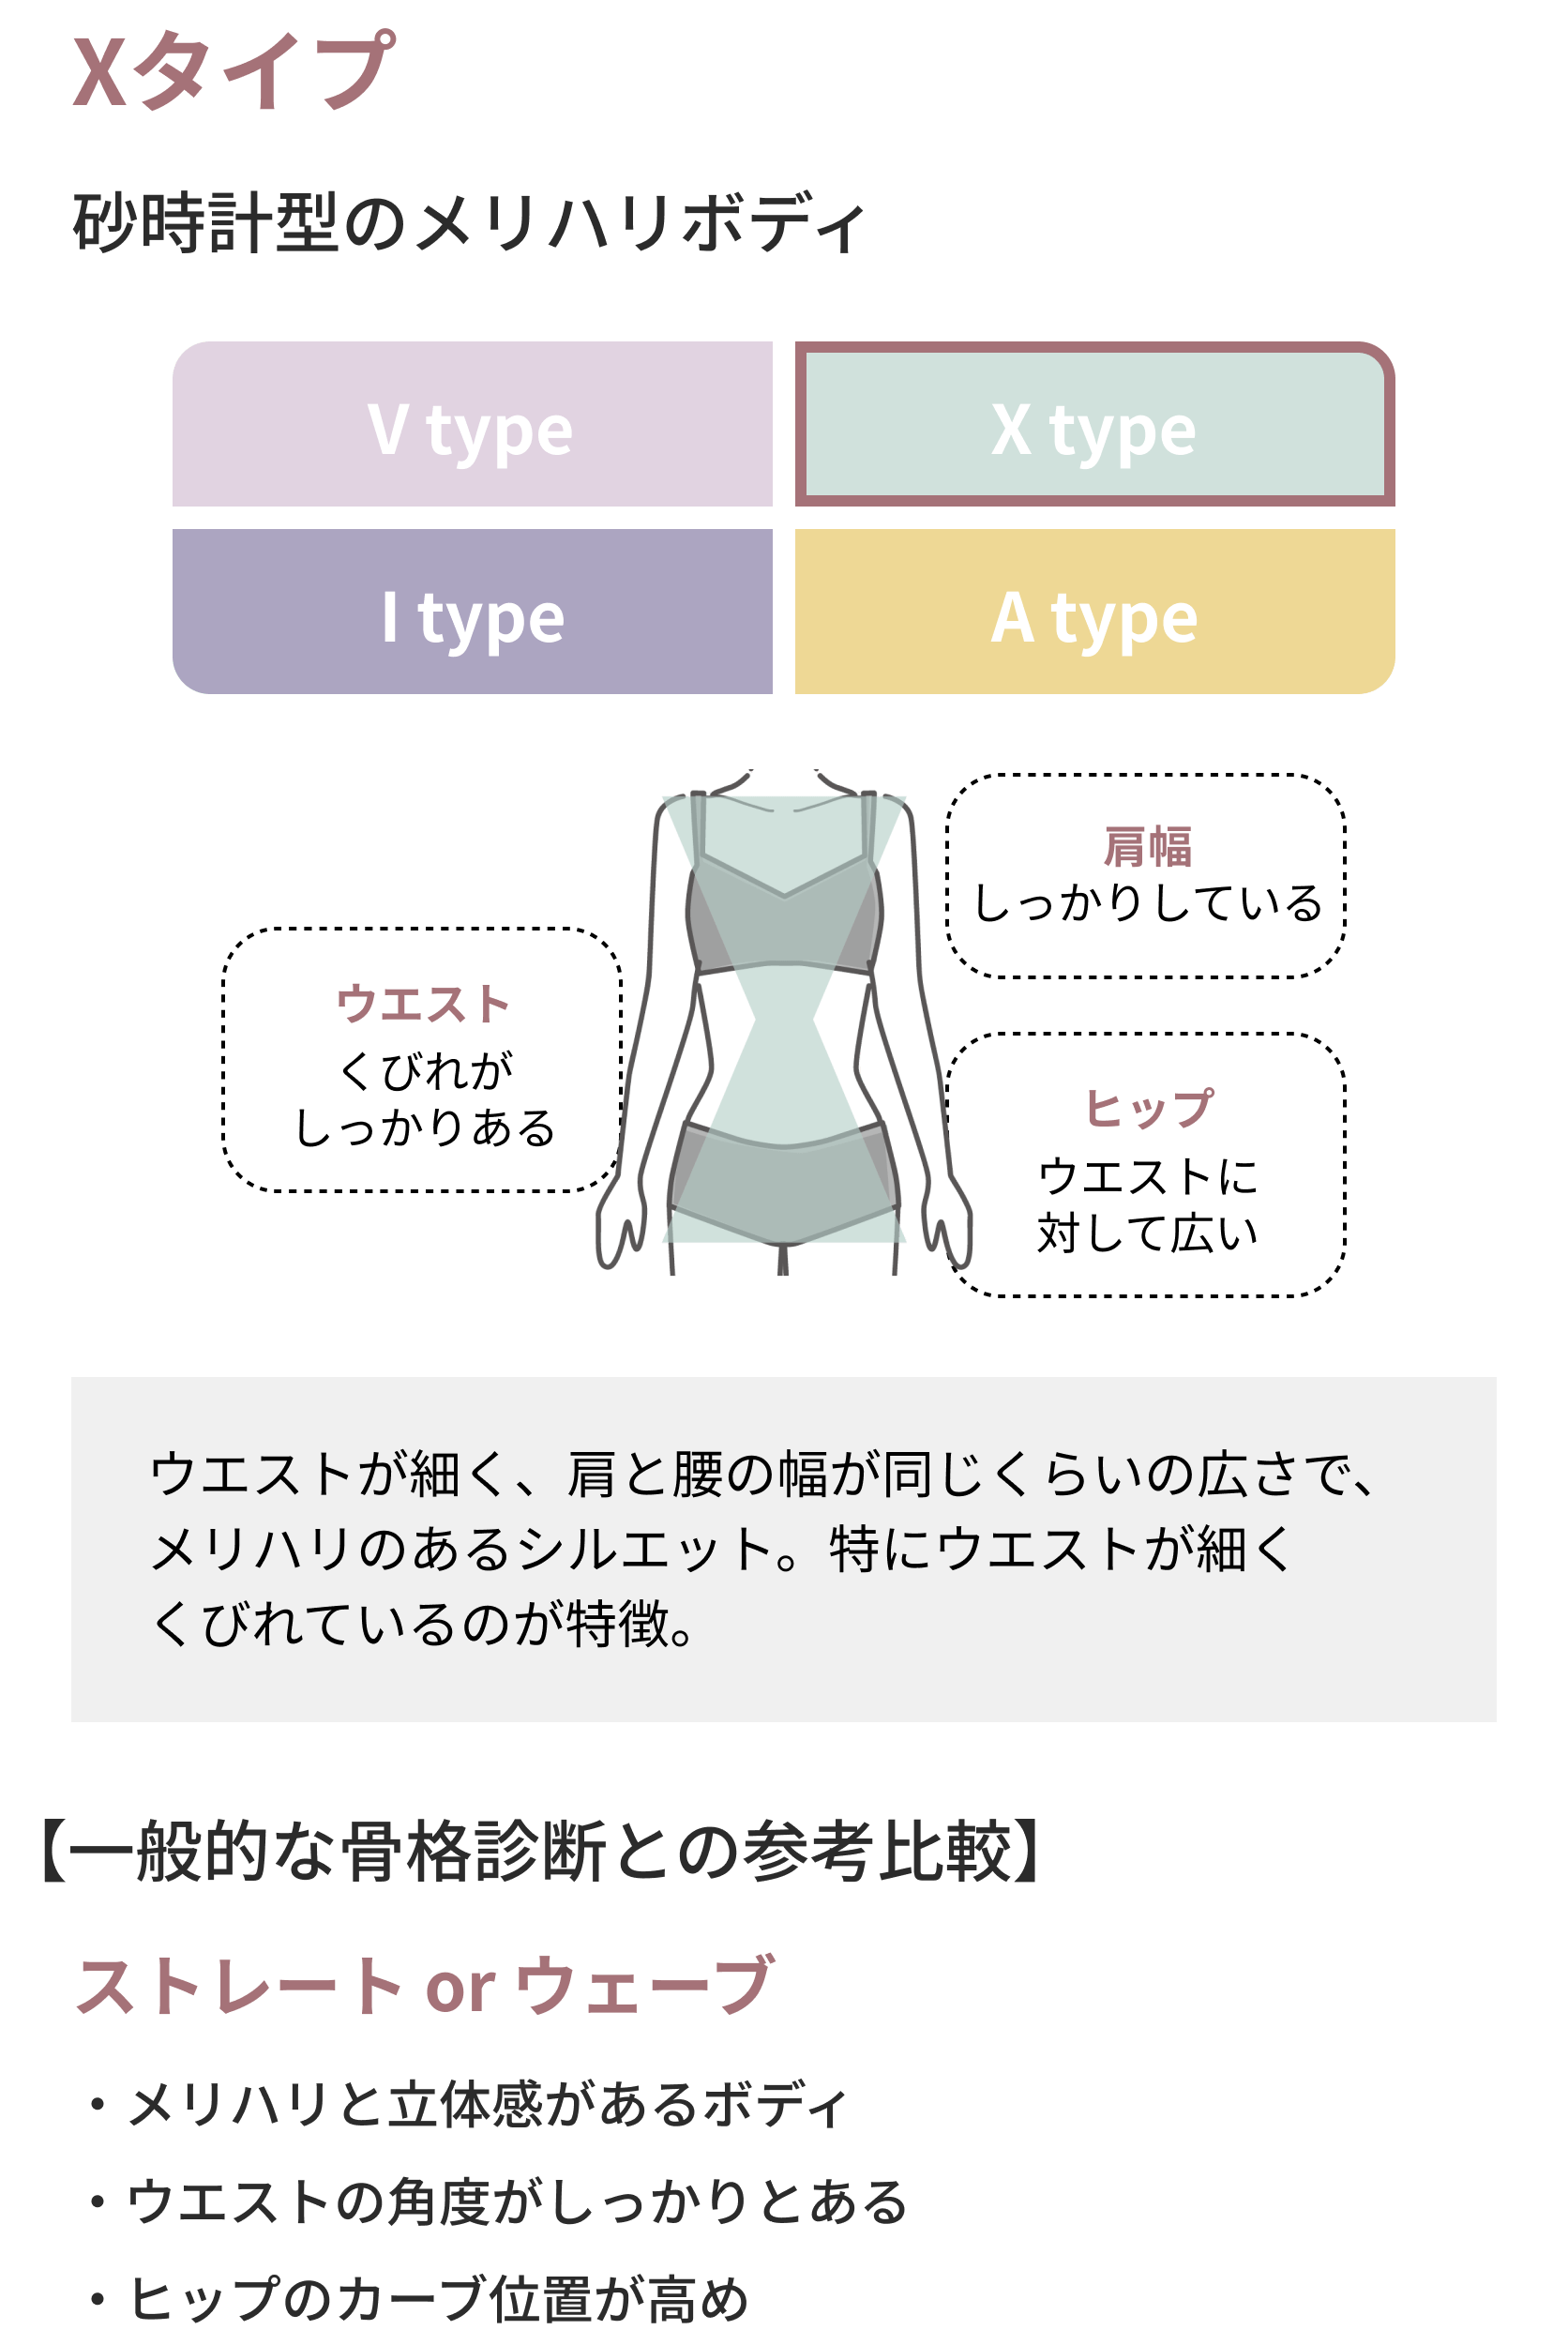 Xタイプ
砂時計型のメリハリボディ
V type
X type
I type
A type
肩幅
しっかりしている
ウエスト
くびれが
しっかりある
ヒップ
ウエストに
対して広い
ウエストが細く、肩と腰の幅が同じくらいの広さで、
メリハリのあるシルエット。特にウエストが細く
くびれているのが特徴。
【一般的な骨格診断との参考比較】
ストレート or ウェーブ
・メリハリと立体感があるボディ
・ウエストの角度がしっかりとある
・ヒップのカーブ位置が高め